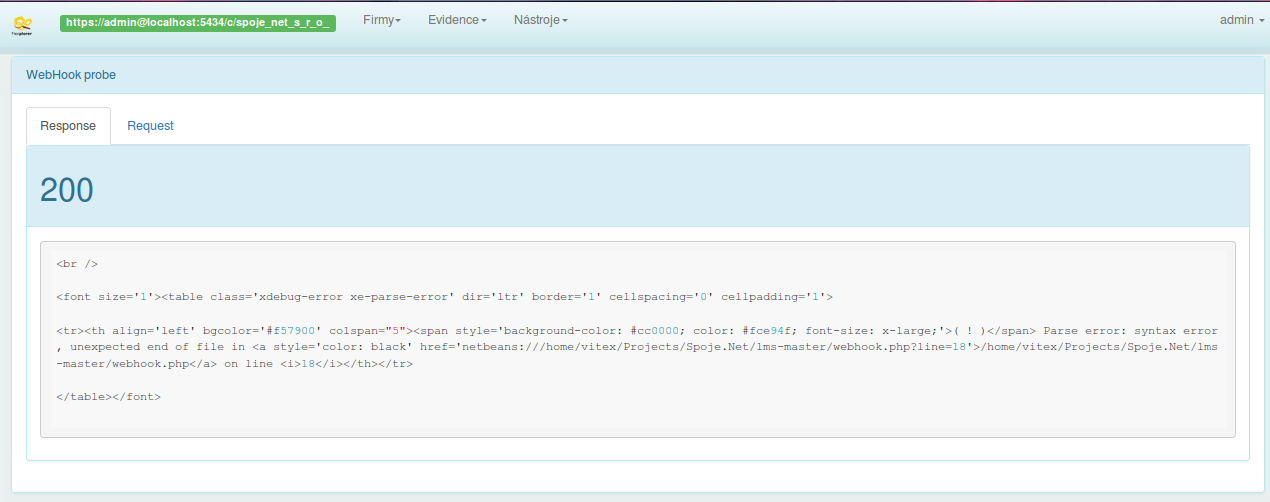 https://admin@localhost:5434/c/spoje_net_s_r_o_ Firmy Evidence Nástroje admin
WebHook probe
Response Request
200
<br />
<font size='1'><table class='xdebug-error xe-parse-error' dir='ltr' border='1' cellspacing='0' cellpadding='1'>
<tr><th align='left' bgcolor='#f57900' colspan="5"><span style='background-color: #cc0000; color: #fce94f; font-size: x-large;'>( ! )</span> Parse error: syntax error
, unexpected end of file in <a style='color: black' href='netbeans:///home/vitex/Projects/Spoje.Net/lms-master/webhook.php?line=18'>/home/vitex/Projects/Spoje.Net/lms
-master/webhook.php</a> on line <i>18</i></th></tr>
</table></font>